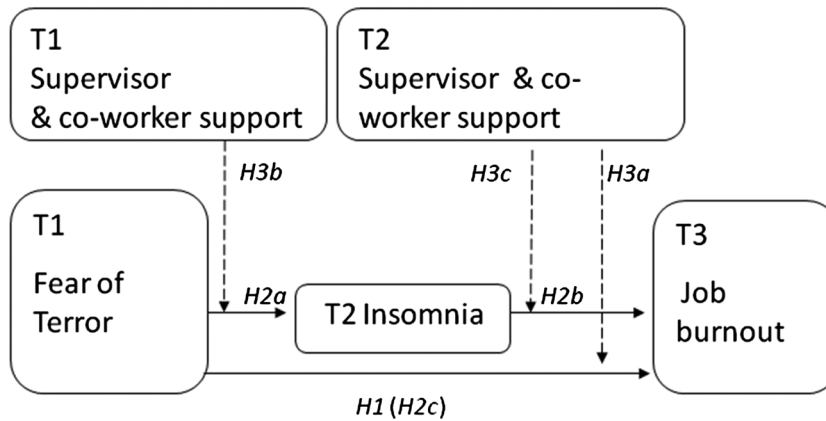 T1
Supervisor
& co-worker support
T2
Supervisor & co-
worker support
H3b
H3c
H3a
T1
Fear of
Terror
H2a
T2 Insomnia
H2b
T3
Job
burnout
H1 (H2c)